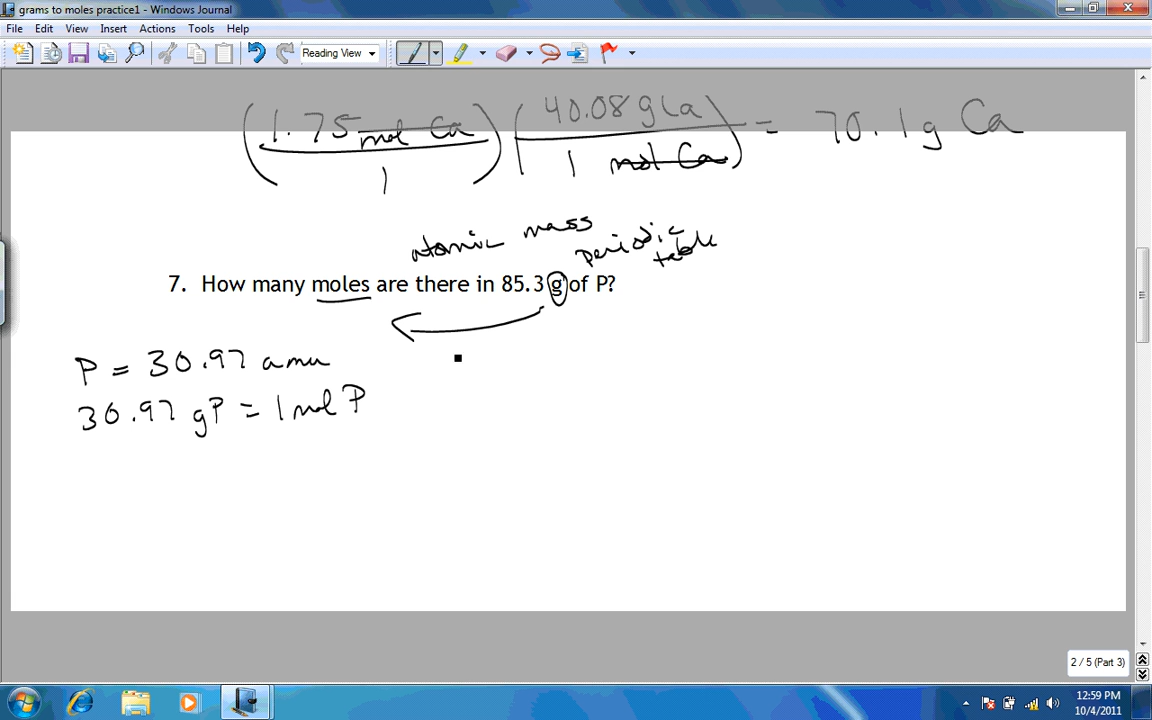 grams to moles practice1 - Windows Journal
File Edit View Insert Actions Tools Help
Reading View
(1.75 mol Ca / 1) (40.08 g Ca / 1 mol Ca) = 70.1 g Ca
atomic mass
periodic
table
7. How many moles are there in 85.3 g of P?
P = 30.97 amu
30.97 g P = 1 mol P
2 / 5 (Part 3)
12:59 PM
10/4/2011